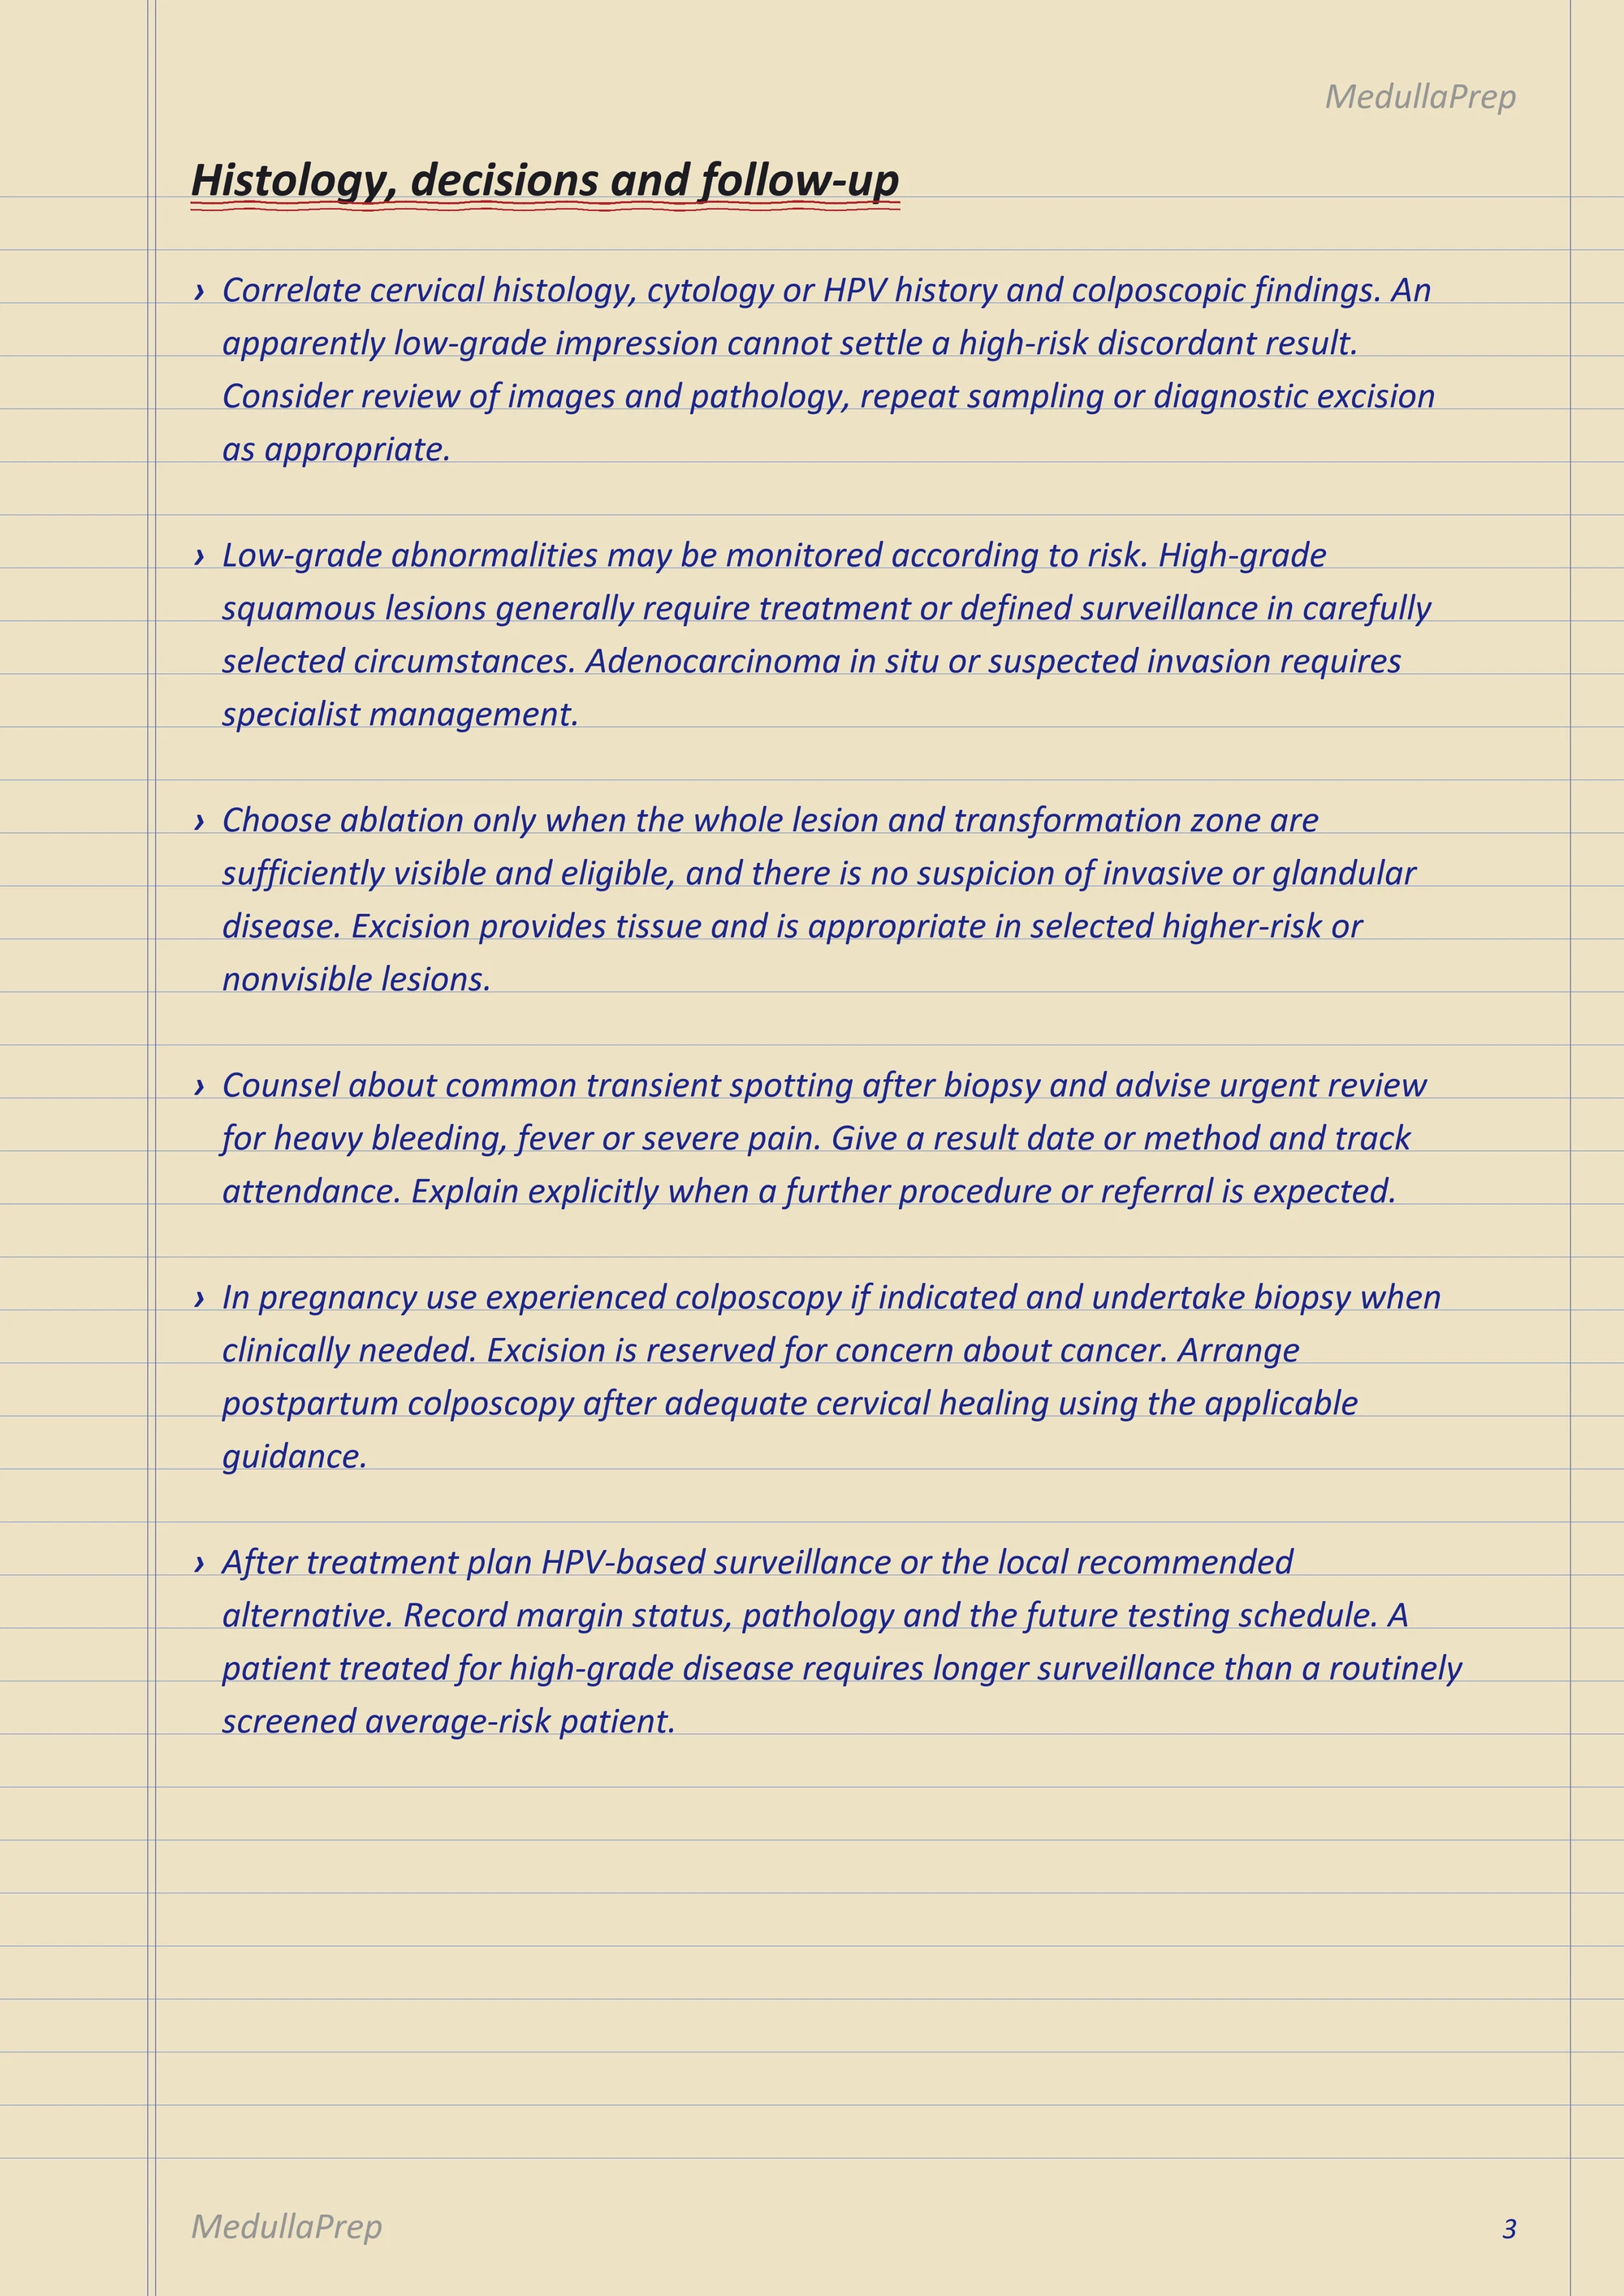 MedullaPrep
Histology, decisions and follow-up
› Correlate cervical histology, cytology or HPV history and colposcopic findings. An
apparently low-grade impression cannot settle a high-risk discordant result.
Consider review of images and pathology, repeat sampling or diagnostic excision
as appropriate.
› Low-grade abnormalities may be monitored according to risk. High-grade
squamous lesions generally require treatment or defined surveillance in carefully
selected circumstances. Adenocarcinoma in situ or suspected invasion requires
specialist management.
› Choose ablation only when the whole lesion and transformation zone are
sufficiently visible and eligible, and there is no suspicion of invasive or glandular
disease. Excision provides tissue and is appropriate in selected higher-risk or
nonvisible lesions.
› Counsel about common transient spotting after biopsy and advise urgent review
for heavy bleeding, fever or severe pain. Give a result date or method and track
attendance. Explain explicitly when a further procedure or referral is expected.
› In pregnancy use experienced colposcopy if indicated and undertake biopsy when
clinically needed. Excision is reserved for concern about cancer. Arrange
postpartum colposcopy after adequate cervical healing using the applicable
guidance.
› After treatment plan HPV-based surveillance or the local recommended
alternative. Record margin status, pathology and the future testing schedule. A
patient treated for high-grade disease requires longer surveillance than a routinely
screened average-risk patient.
MedullaPrep
3